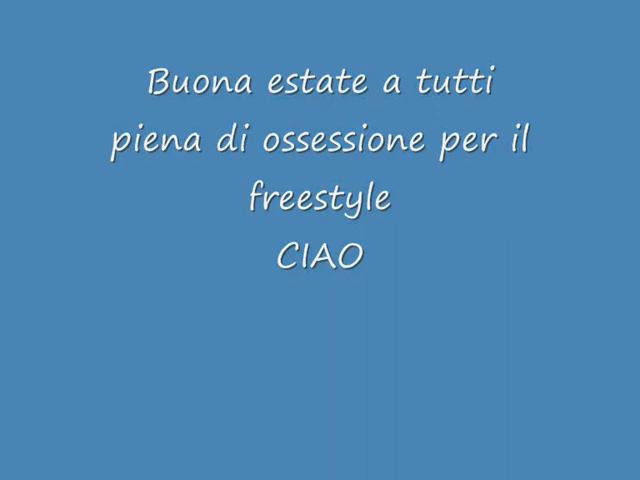 Buona estate a tutti
piena di ossessione per il
freestyle
CIAO